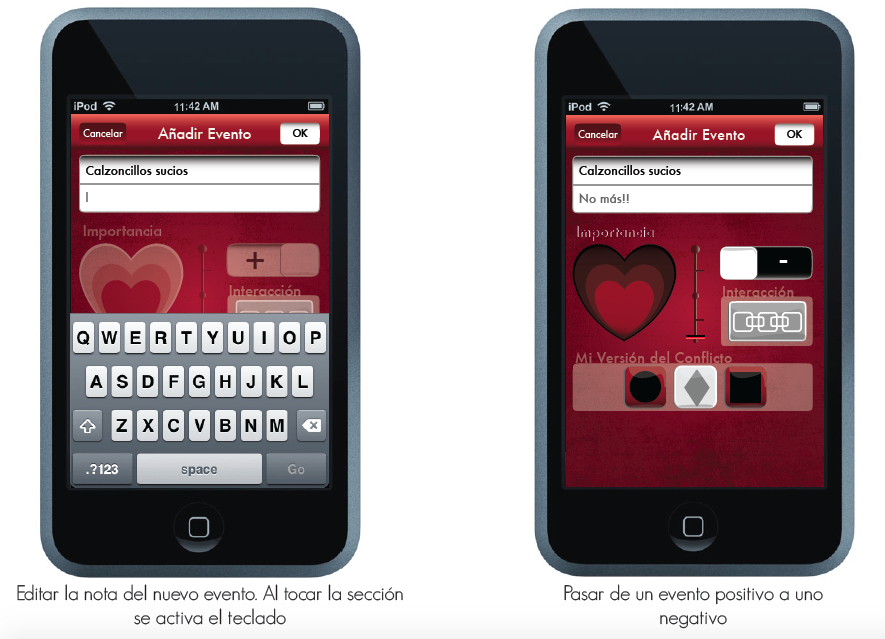 iPod 11:42 AM
Cancelar Añadir Evento OK
Calzoncillos sucios
Importancia
+
Interacción
Q W E R T Y U I O P
A S D F G H J K L
Z X C V B N M
.?123 space Go
Editar la nota del nuevo evento. Al tocar la sección
se activa el teclado
iPod 11:42 AM
Cancelar Añadir Evento OK
Calzoncillos sucios
No más!!
Importancia
-
Interacción
Mi Versión del Conflicto
Pasar de un evento positivo a uno
negativo